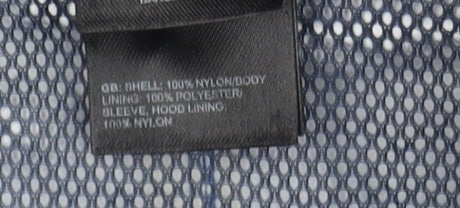 GB: SHELL: 100% NYLON/BODY
LINING: 100% POLYESTER/
SLEEVE, HOOD LINING:
100% NYLON